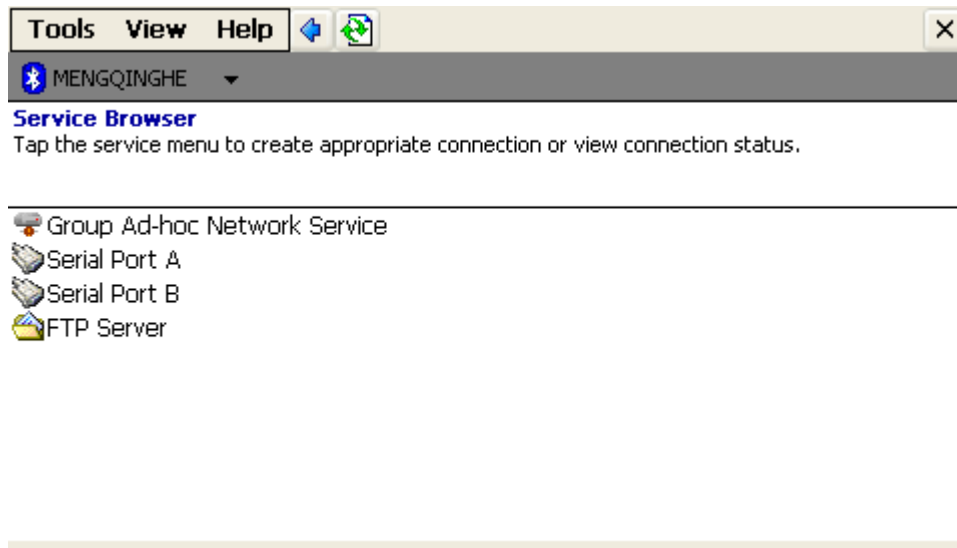 Tools View Help
MENGQINGHE
Service Browser
Tap the service menu to create appropriate connection or view connection status.
Group Ad-hoc Network Service
Serial Port A
Serial Port B
FTP Server